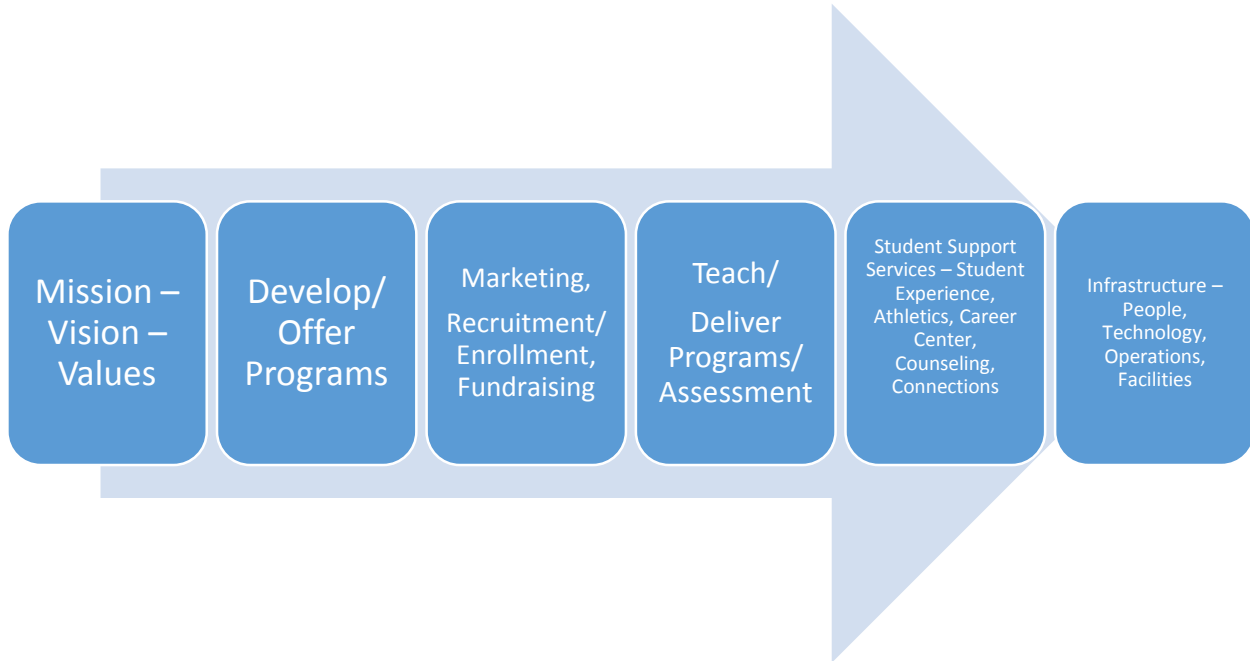 Mission –
Vision –
Values
Develop/
Offer
Programs
Marketing,
Recruitment/
Enrollment,
Fundraising
Teach/
Deliver
Programs/
Assessment
Student Support
Services – Student
Experience,
Athletics, Career
Center,
Counseling,
Connections
Infrastructure –
People,
Technology,
Operations,
Facilities